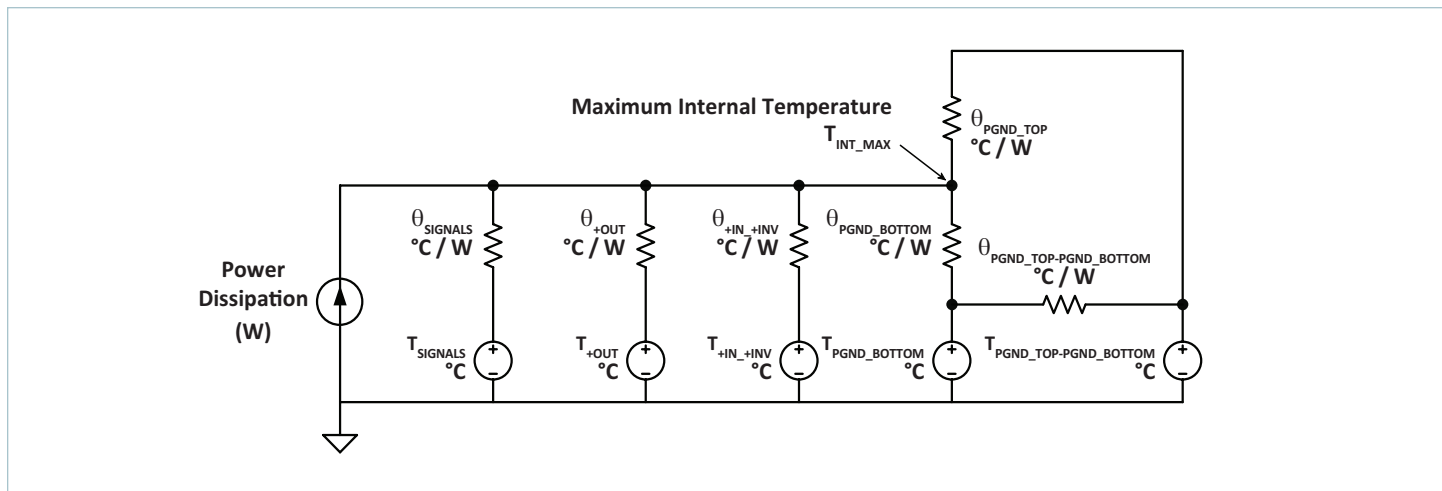 Maximum Internal Temperature
T_INT_MAX
θ_PGND_TOP
°C / W
θ_SIGNALS
°C / W
θ_+OUT
°C / W
θ_+IN_+INV
°C / W
θ_PGND_BOTTOM
°C / W
θ_PGND_TOP-PGND_BOTTOM
°C / W
Power
Dissipation
(W)
T_SIGNALS
°C
T_+OUT
°C
T_+IN_+INV
°C
T_PGND_BOTTOM
°C
T_PGND_TOP-PGND_BOTTOM
°C
+
–
+
–
+
–
+
–
+
–